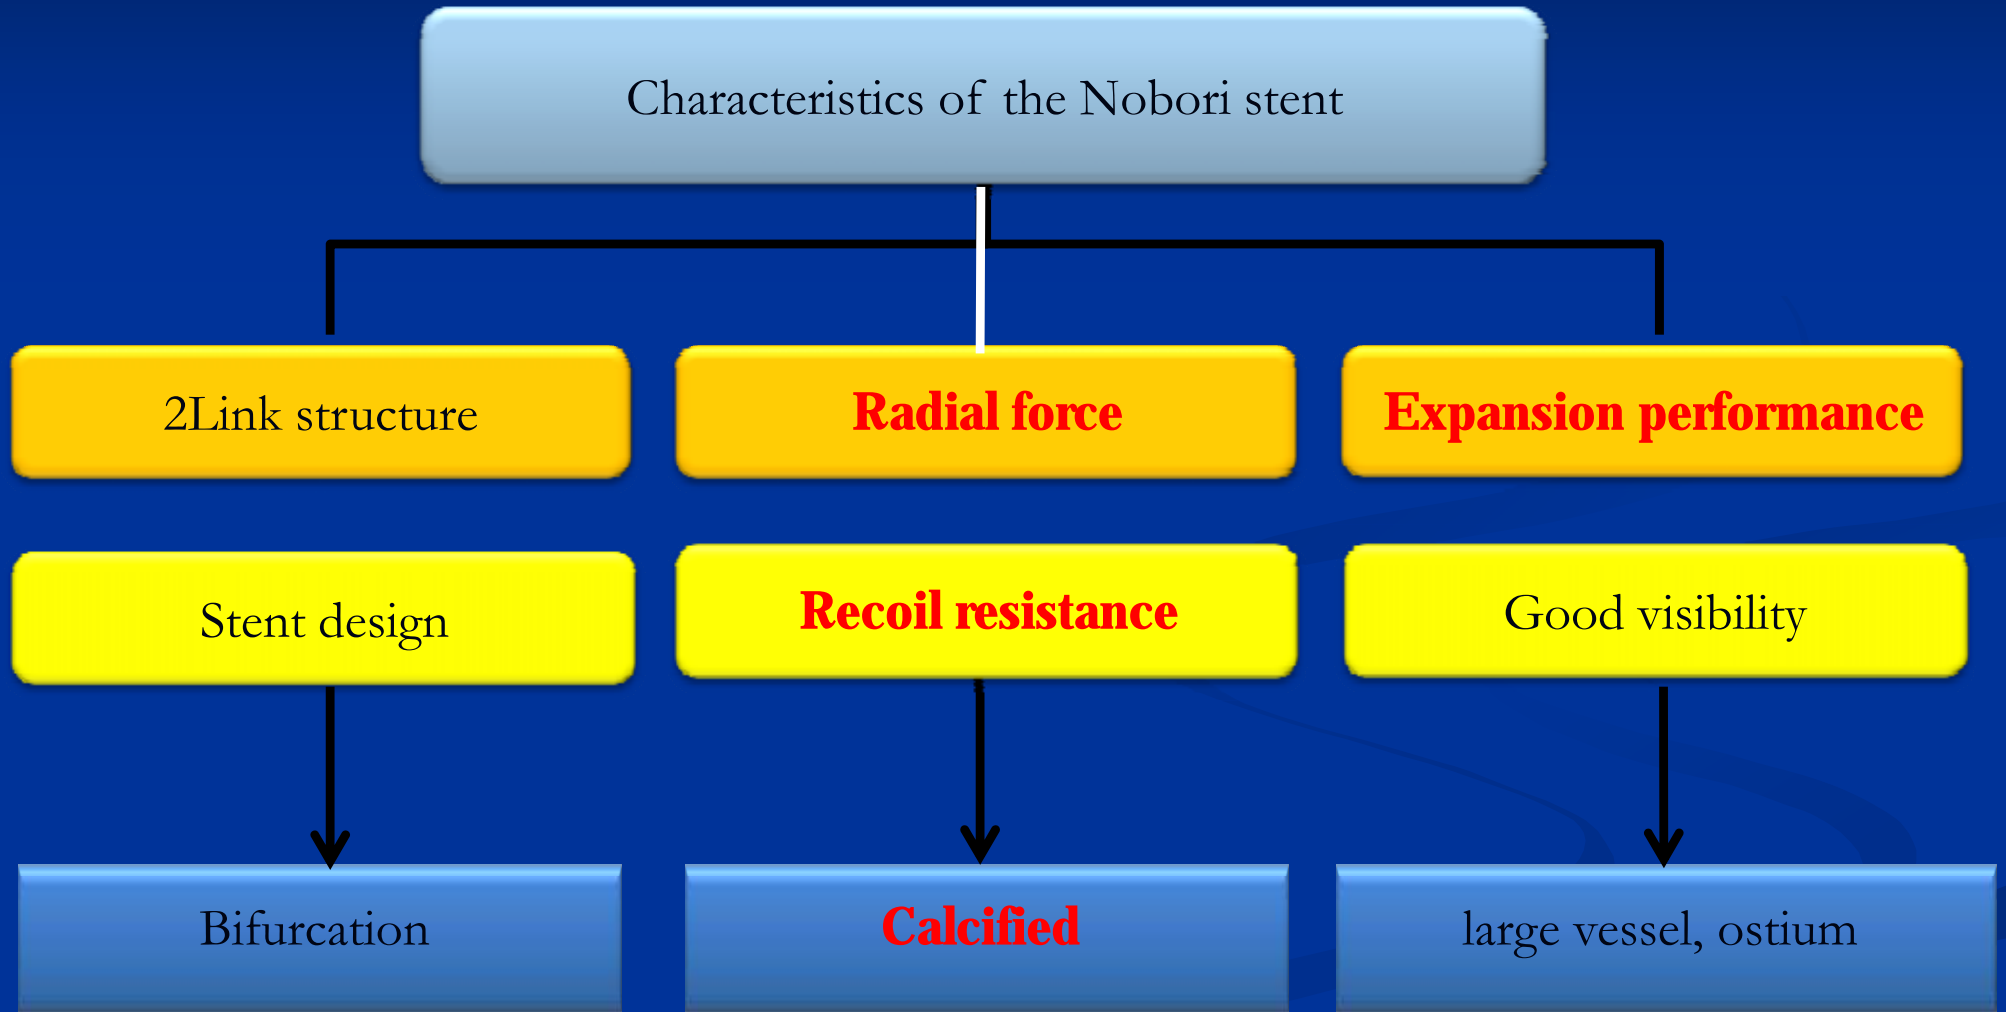 Characteristics of the Nobori stent
2Link structure
Radial force
Expansion performance
Stent design
Recoil resistance
Good visibility
Bifurcation
Calcified
large vessel, ostium